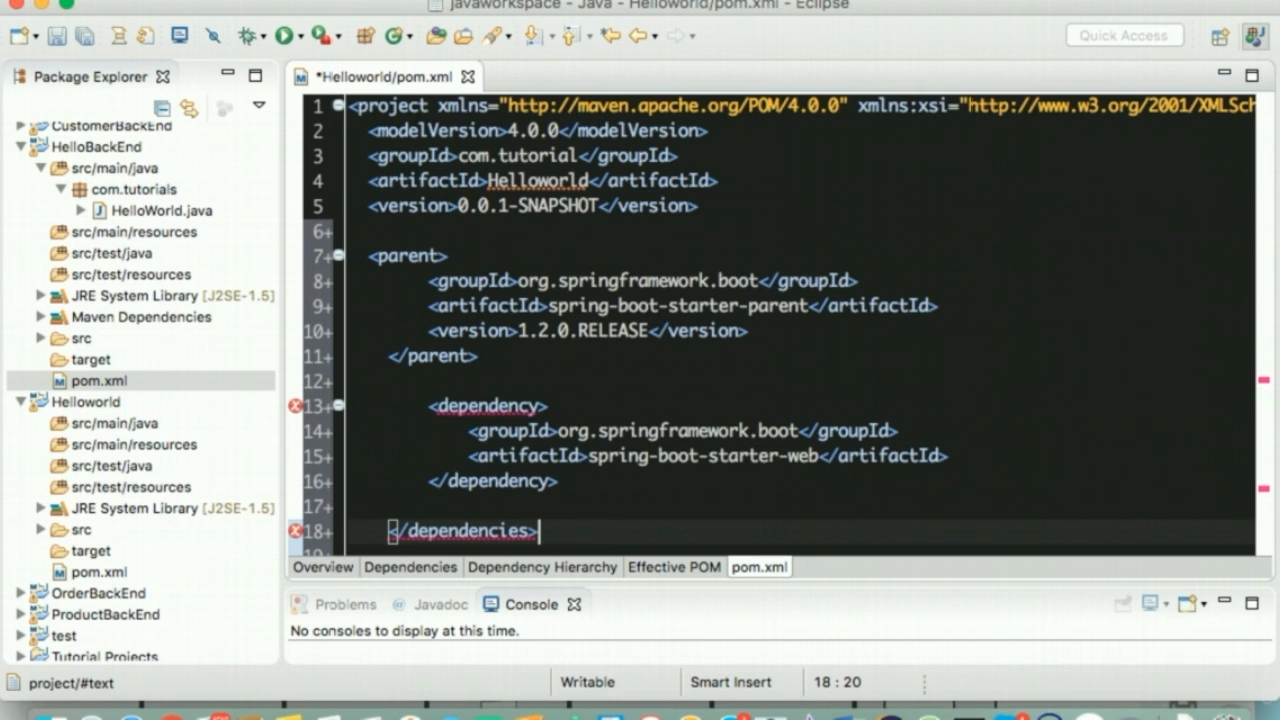 javaworkspace - Java - Helloworld/pom.xml - Eclipse
Quick Access
Package Explorer
CustomerBackEnd
HelloBackEnd
src/main/java
com.tutorials
HelloWorld.java
src/main/resources
src/test/java
src/test/resources
JRE System Library [J2SE-1.5]
Maven Dependencies
src
target
pom.xml
Helloworld
src/main/java
src/main/resources
src/test/java
src/test/resources
JRE System Library [J2SE-1.5]
src
target
pom.xml
OrderBackEnd
ProductBackEnd
test
Tutorial Projects
*Helloworld/pom.xml
1 <project xmlns="http://maven.apache.org/POM/4.0.0" xmlns:xsi="http://www.w3.org/2001/XMLSch
2 <modelVersion>4.0.0</modelVersion>
3 <groupId>com.tutorial</groupId>
4 <artifactId>Helloworld</artifactId>
5 <version>0.0.1-SNAPSHOT</version>
6+
7+ <parent>
8+ <groupId>org.springframework.boot</groupId>
9+ <artifactId>spring-boot-starter-parent</artifactId>
10+ <version>1.2.0.RELEASE</version>
11+ </parent>
12+
13+ <dependency>
14+ <groupId>org.springframework.boot</groupId>
15+ <artifactId>spring-boot-starter-web</artifactId>
16+ </dependency>
17+
18+ </dependencies>
Overview Dependencies Dependency Hierarchy Effective POM pom.xml
Problems Javadoc Console
No consoles to display at this time.
project/#text
Writable
Smart Insert
18 : 20